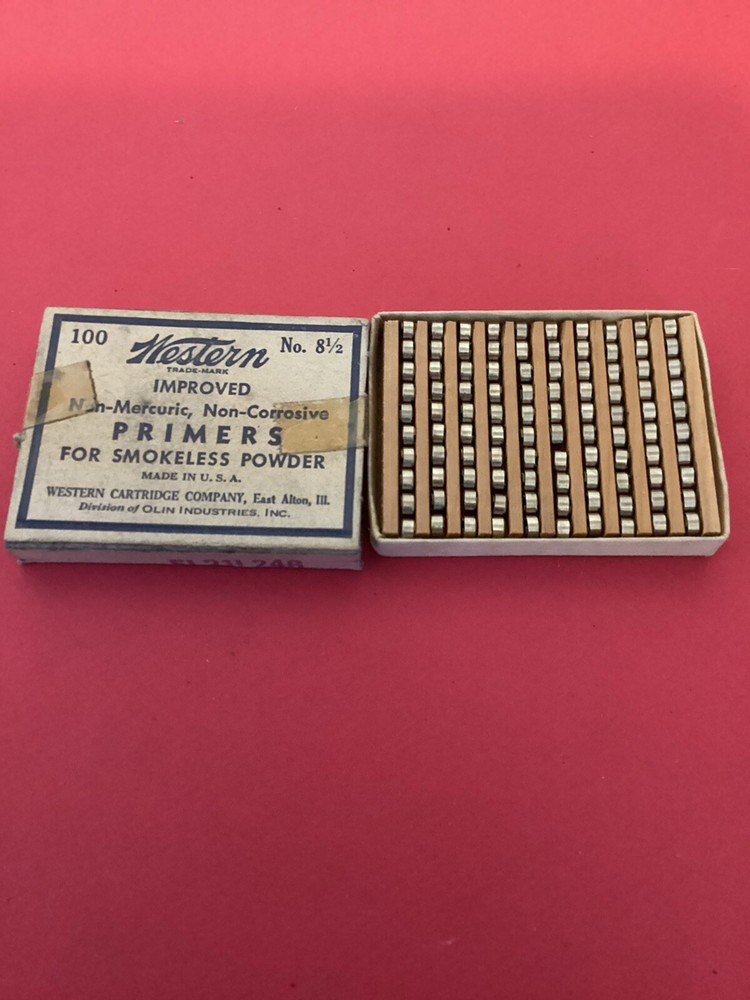 100 Western No. 8½
TRADE-MARK
IMPROVED
Non-Mercuric, Non-Corrosive
PRIMERS
FOR SMOKELESS POWDER
MADE IN U.S.A.
WESTERN CARTRIDGE COMPANY, East Alton, Ill.
Division of OLIN INDUSTRIES, INC.